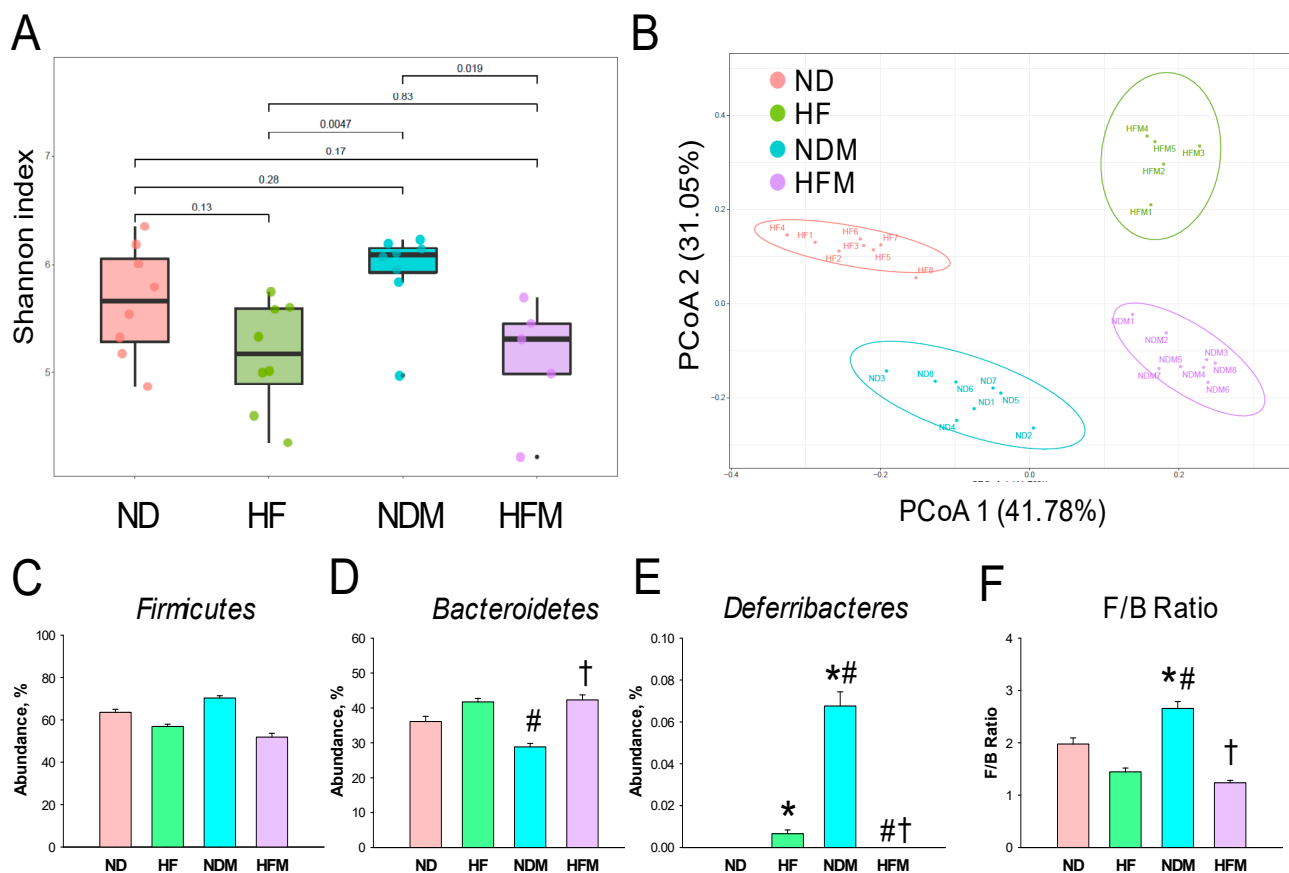 A
Shannon index
7
6
5
0.019
0.83
0.0047
0.17
0.28
0.13
ND
HF
NDM
HFM
B
ND
HF
NDM
HFM
PCoA 2 (31.05%)
0.4
0.2
0.0
-0.2
-0.4
-0.4
-0.2
0.0
0.2
PCoA 1 (41.78%)
HFM4
HFM5
HFM3
HFM2
HFM1
HF4
HF1
HF6
HF7
HF3
HF2
HF5
HF8
NDM1
NDM2
NDM5
NDM3
NDM7
NDM4
NDM8
NDM6
ND3
ND8
ND6
ND7
ND1
ND5
ND4
ND2
C
Firmicutes
Abundance, %
100
80
60
40
20
0
ND
HF
NDM
HFM
D
Bacteroidetes
Abundance, %
60
50
40
30
20
10
0
#
†
ND
HF
NDM
HFM
E
Deferribacteres
Abundance, %
0.10
0.08
0.06
0.04
0.02
0.00
*
*#
#†
ND
HF
NDM
HFM
F
F/B Ratio
F/B Ratio
4
3
2
1
0
*#
†
ND
HF
NDM
HFM